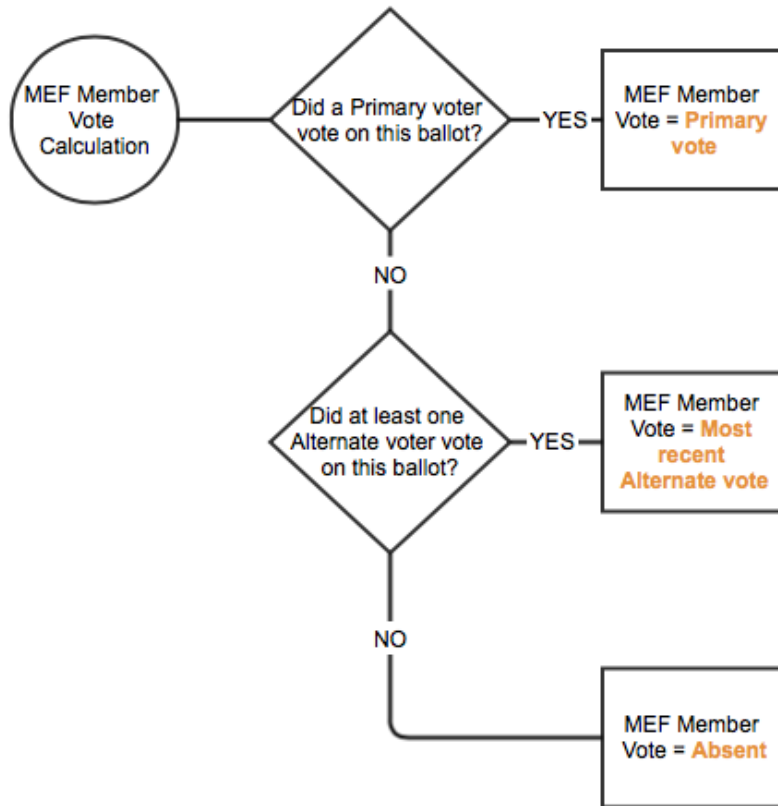 MEF Member
Vote
Calculation
Did a Primary voter
vote on this ballot?
YES
MEF Member
Vote = Primary
vote
NO
Did at least one
Alternate voter vote
on this ballot?
YES
MEF Member
Vote = Most
recent
Alternate vote
NO
MEF Member
Vote = Absent